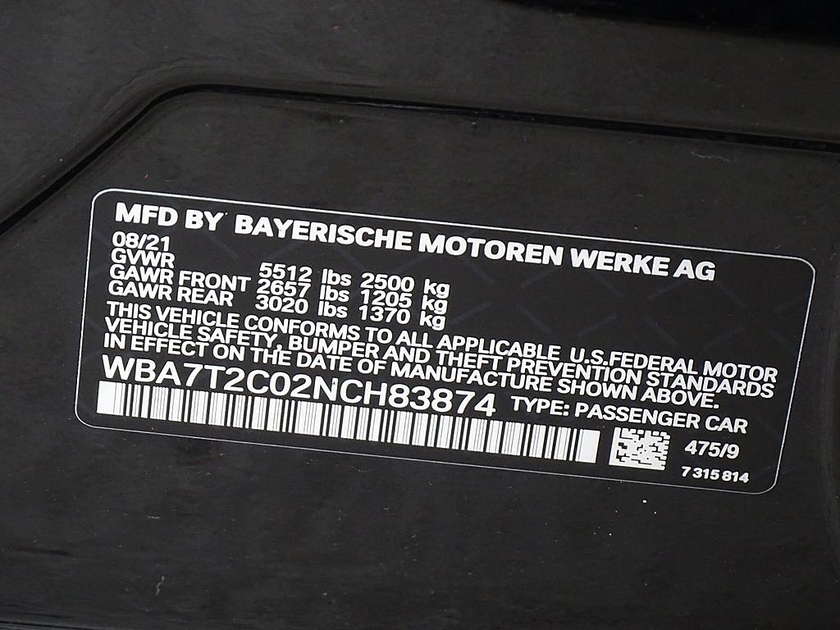 MFD BY BAYERISCHE MOTOREN WERKE AG
08/21
GVWR 5512 lbs 2500 kg
GAWR FRONT 2657 lbs 1205 kg
GAWR REAR 3020 lbs 1370 kg
THIS VEHICLE CONFORMS TO ALL APPLICABLE U.S.FEDERAL MOTOR
VEHICLE SAFETY, BUMPER AND THEFT PREVENTION STANDARDS
IN EFFECT ON THE DATE OF MANUFACTURE SHOWN ABOVE.
WBA7T2C02NCH83874 TYPE: PASSENGER CAR
475/9
7 315 814